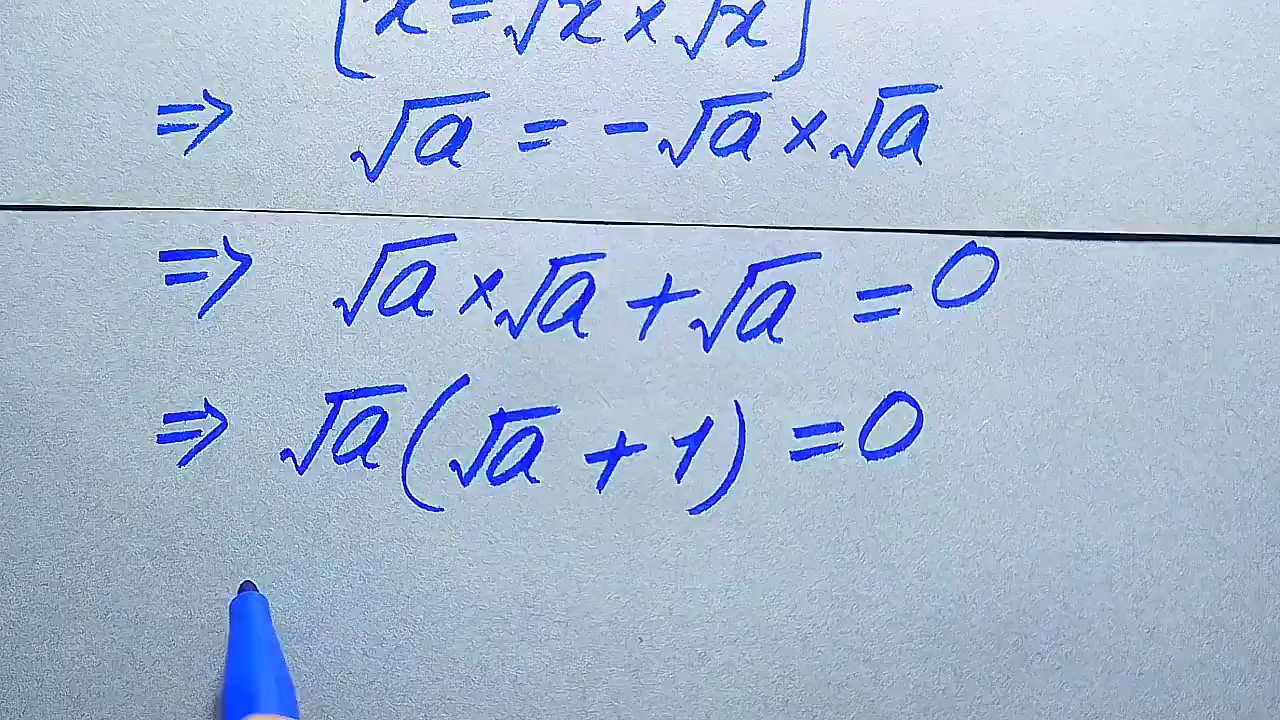 [x = √x × √x]
⇒ √a = -√a × √a
⇒ √a × √a + √a = 0
⇒ √a(√a + 1) = 0